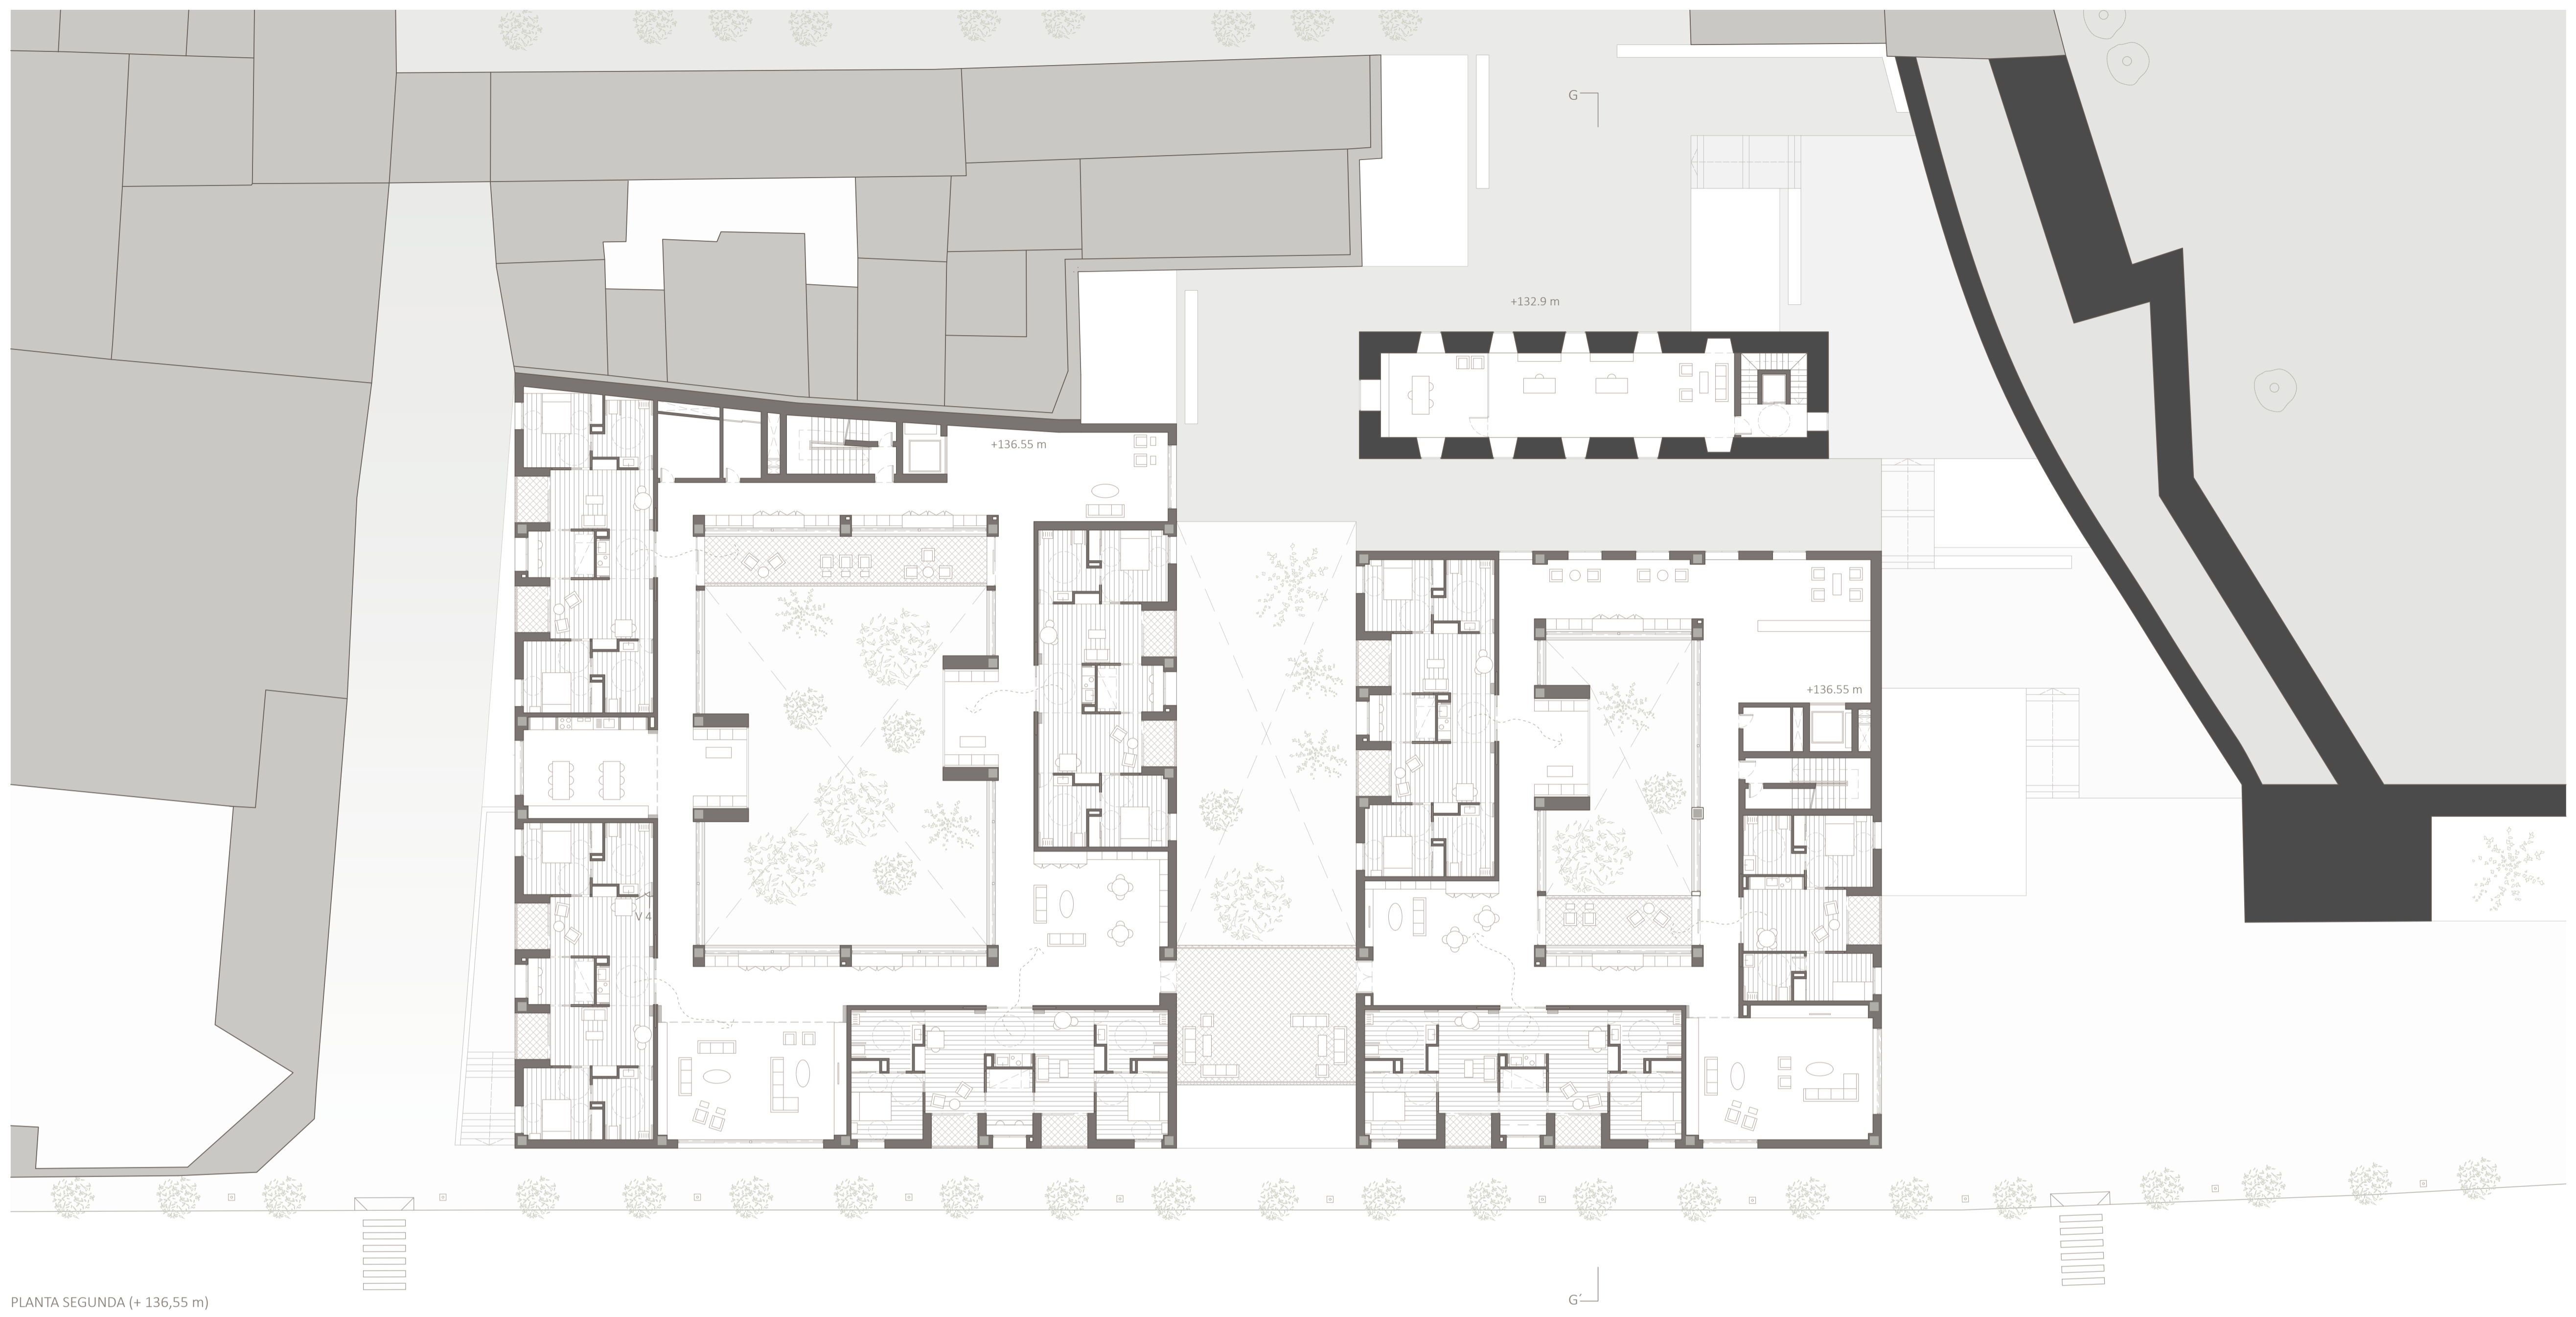 G
+132.9 m
+136.55 m
+136.55 m
V 4
G´
PLANTA SEGUNDA (+ 136,55 m)